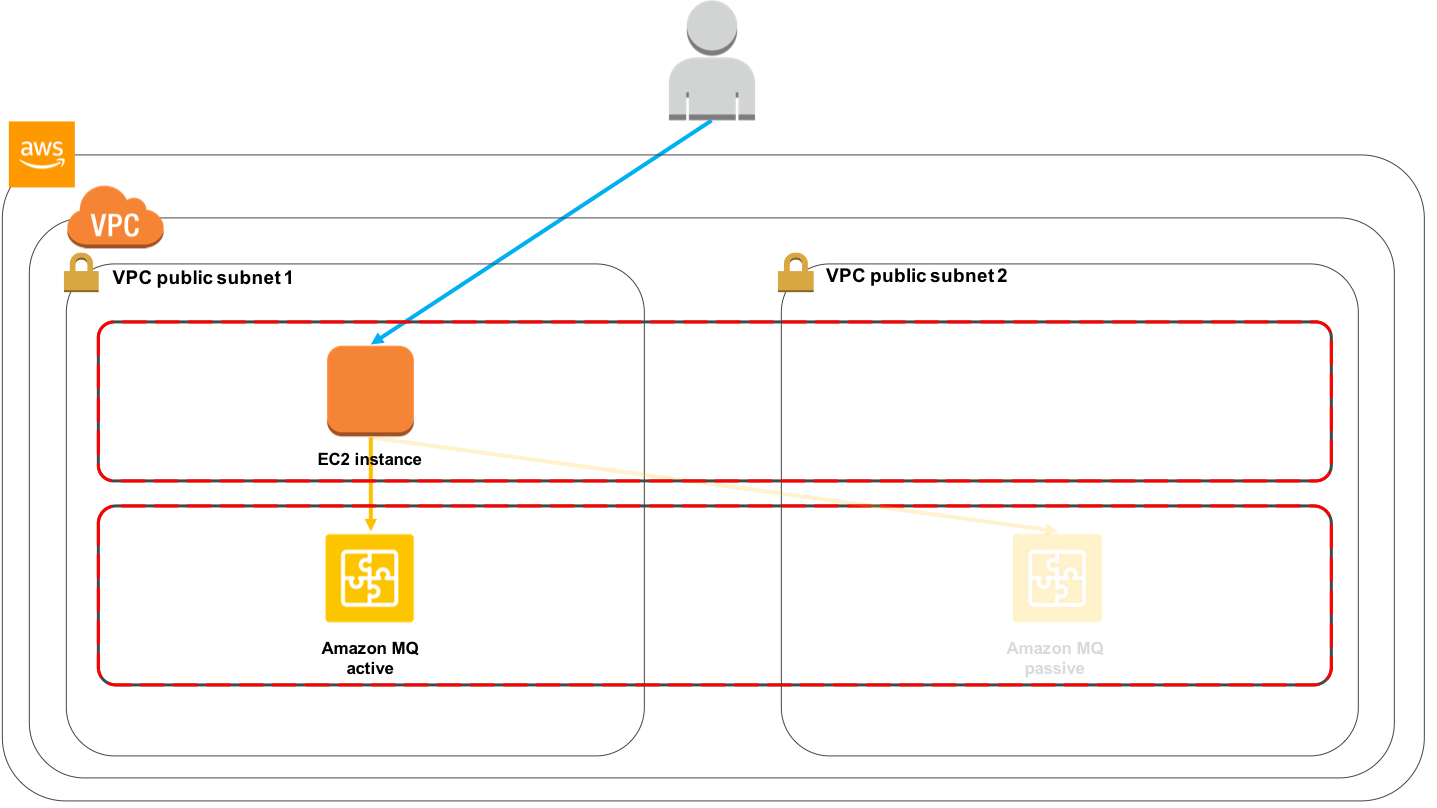 aws
VPC
VPC public subnet 1
VPC public subnet 2
EC2 instance
Amazon MQ
active
Amazon MQ
passive